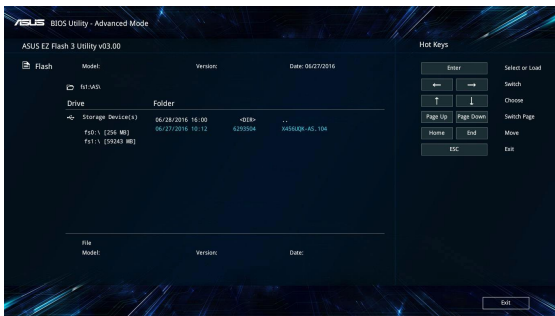 ASUS BIOS Utility - Advanced Mode
ASUS EZ Flash 3 Utility v03.00
Hot Keys
Flash Model: Version: Date: 06/27/2016
fs1:\AS\
Drive Folder
Storage Device(s)
fs0:\ [256 MB]
fs1:\ [59243 MB]
06/28/2016 16:00 <DIR> ..
06/27/2016 10:12 6293504 X456UQK-AS.104
File
Model: Version: Date:
Enter Select or Load
← → Switch
↑ ↓ Choose
Page Up Page Down Switch Page
Home End Move
ESC Exit
Exit